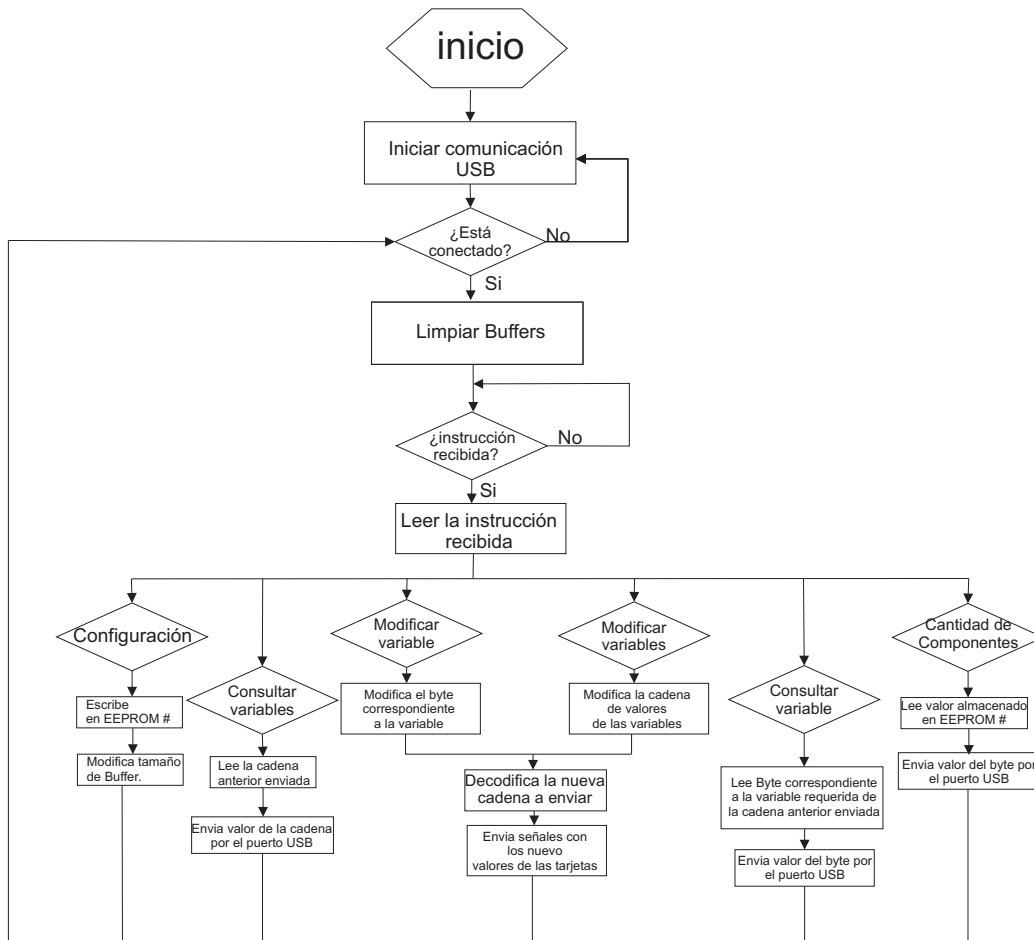 inicio
Iniciar comunicación
USB
¿Está
conectado?
No
Si
Limpiar Buffers
¿instrucción
recibida?
No
Si
Leer la instrucción
recibida
Configuración
Escribe
en EEPROM #
Modifica tamaño
de Buffer.
Consultar
variables
Lee la cadena
anterior enviada
Envia valor de la cadena
por el puerto USB
Modificar
variable
Modifica el byte
correspondiente
a la variable
Modificar
variables
Modifica la cadena
de valores
de las variables
Decodifica la nueva
cadena a enviar
Envia señales con
los nuevo
valores de las tarjetas
Consultar
variable
Lee Byte correspondiente
a la variable requerida de
la cadena anterior enviada
Envia valor del byte por
el puerto USB
Cantidad de
Componentes
Lee valor almacenado
en EEPROM #
Envia valor del byte por
el puerto USB